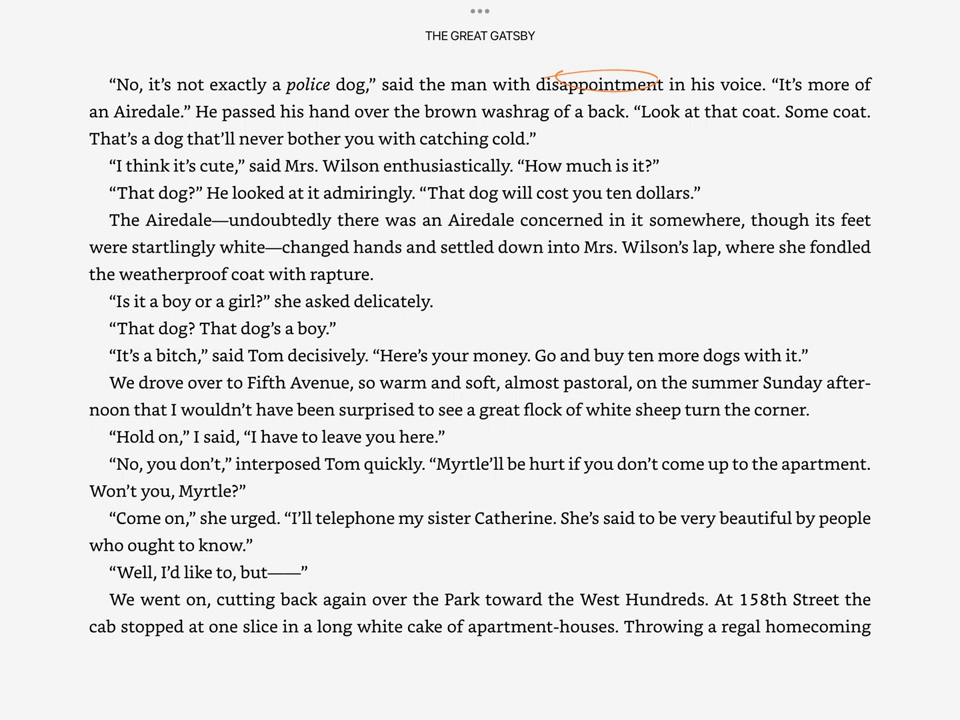 THE GREAT GATSBY
“No, it’s not exactly a police dog,” said the man with disappointment in his voice. “It’s more of
an Airedale.” He passed his hand over the brown washrag of a back. “Look at that coat. Some coat.
That’s a dog that’ll never bother you with catching cold.”
“I think it’s cute,” said Mrs. Wilson enthusiastically. “How much is it?”
“That dog?” He looked at it admiringly. “That dog will cost you ten dollars.”
The Airedale—undoubtedly there was an Airedale concerned in it somewhere, though its feet
were startlingly white—changed hands and settled down into Mrs. Wilson’s lap, where she fondled
the weatherproof coat with rapture.
“Is it a boy or a girl?” she asked delicately.
“That dog? That dog’s a boy.”
“It’s a bitch,” said Tom decisively. “Here’s your money. Go and buy ten more dogs with it.”
We drove over to Fifth Avenue, so warm and soft, almost pastoral, on the summer Sunday after-
noon that I wouldn’t have been surprised to see a great flock of white sheep turn the corner.
“Hold on,” I said, “I have to leave you here.”
“No, you don’t,” interposed Tom quickly. “Myrtle’ll be hurt if you don’t come up to the apartment.
Won’t you, Myrtle?”
“Come on,” she urged. “I’ll telephone my sister Catherine. She’s said to be very beautiful by people
who ought to know.”
“Well, I’d like to, but——”
We went on, cutting back again over the Park toward the West Hundreds. At 158th Street the
cab stopped at one slice in a long white cake of apartment-houses. Throwing a regal homecoming